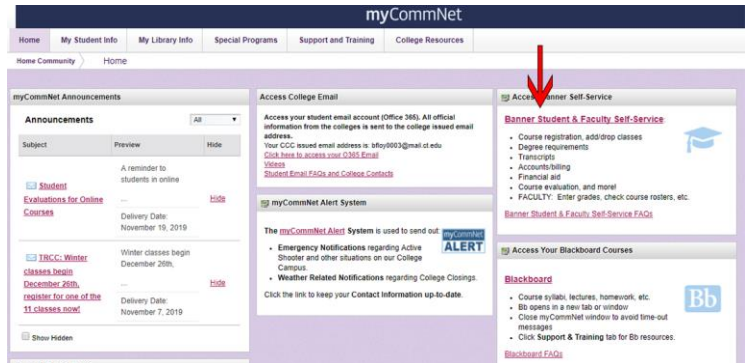 myCommNet
Home My Student Info My Library Info Special Programs Support and Training College Resources
Home Community Home
myCommNet Announcements
Announcements All
Subject Preview Hide
Student
Evaluations for Online
Courses
A reminder to
students in online
...
Delivery Date:
November 19, 2019
Hide
TRCC: Winter
classes begin
December 26th,
register for one of the
11 classes now!
Winter classes begin
December 26th,
...
Delivery Date:
November 7, 2019
Hide
Show Hidden
Access College Email
Access your student email account (Office 365). All official
information from the colleges is sent to the college issued email
address.
Your CCC issued email address is: bfloy0003@mail.ct.edu
Click here to access your O365 Email
Videos
Student Email FAQs and College Contacts
myCommNet Alert System
The myCommNet Alert System is used to send out:
Emergency Notifications regarding Active
Shooter and other situations on our College
Campus.
Weather Related Notifications regarding College Closings.
Click the link to keep your Contact Information up-to-date.
myCommNet
ALERT
Access Banner Self-Service
Banner Student & Faculty Self-Service
Course registration, add/drop classes
Degree requirements
Transcripts
Accounts/billing
Financial aid
Course evaluation, and more!
FACULTY: Enter grades, check course rosters, etc.
Banner Student & Faculty Self-Service FAQs
Access Your Blackboard Courses
Blackboard
Course syllabi, lectures, homework, etc.
Bb opens in a new tab or window
Close myCommNet window to avoid time-out
messages
Click Support & Training tab for Bb resources.
Bb
Blackboard FAQs